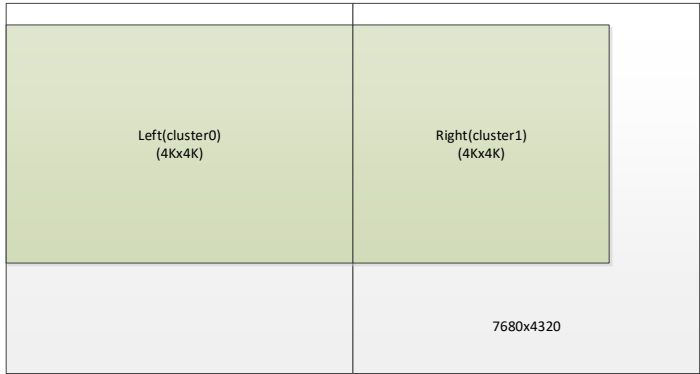 Left(cluster0)
(4Kx4K)
Right(cluster1)
(4Kx4K)
7680x4320